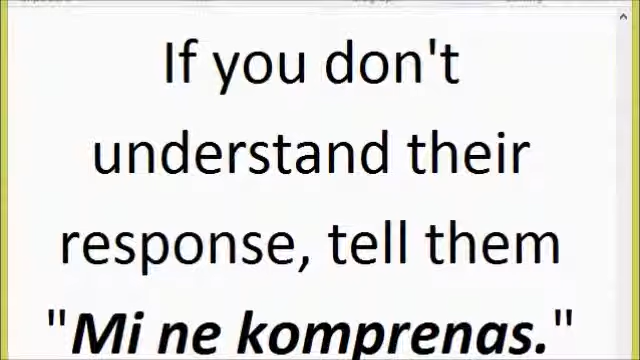 If you don't
understand their
response, tell them
"Mi ne komprenas."